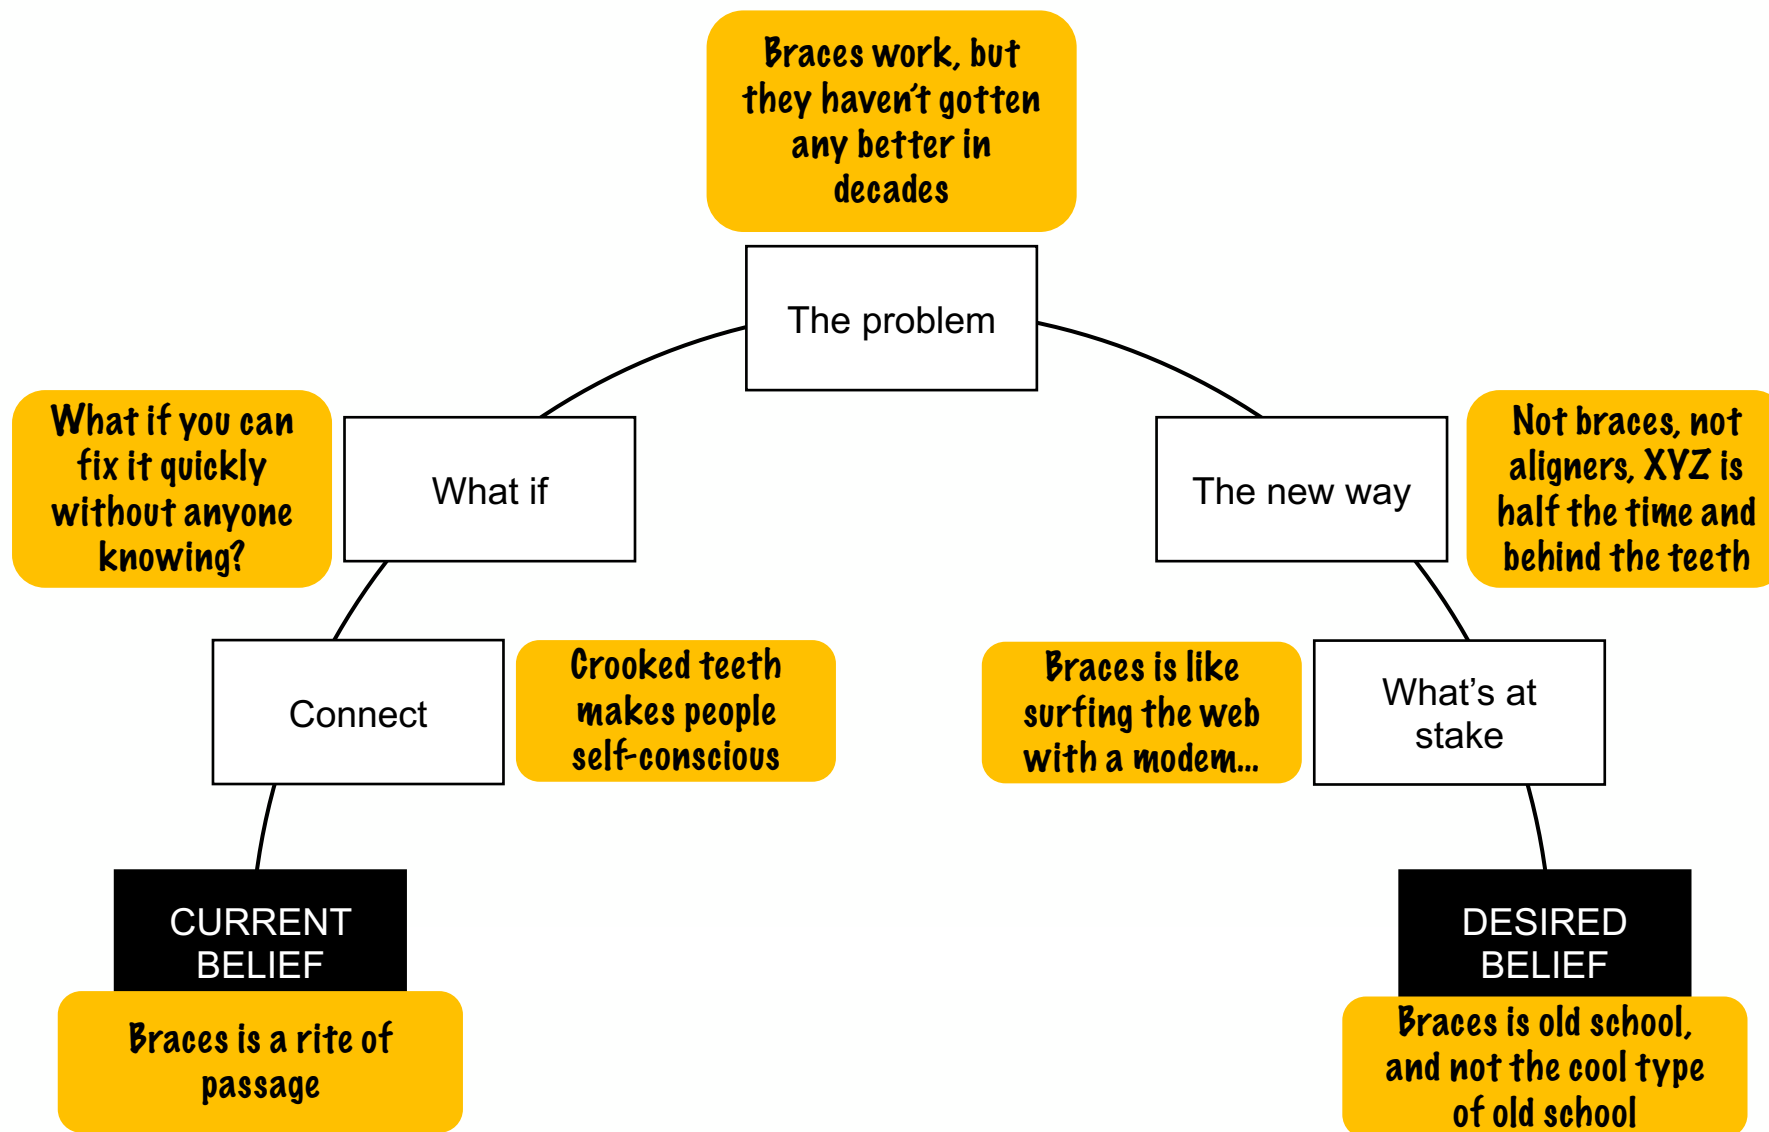 Braces work, but
they haven't gotten
any better in
decades
The problem
What if you can
fix it quickly
without anyone
knowing?
What if
The new way
Not braces, not
aligners, XYZ is
half the time and
behind the teeth
Connect
Crooked teeth
makes people
self-conscious
Braces is like
surfing the web
with a modem...
What's at
stake
CURRENT
BELIEF
Braces is a rite of
passage
DESIRED
BELIEF
Braces is old school,
and not the cool type
of old school